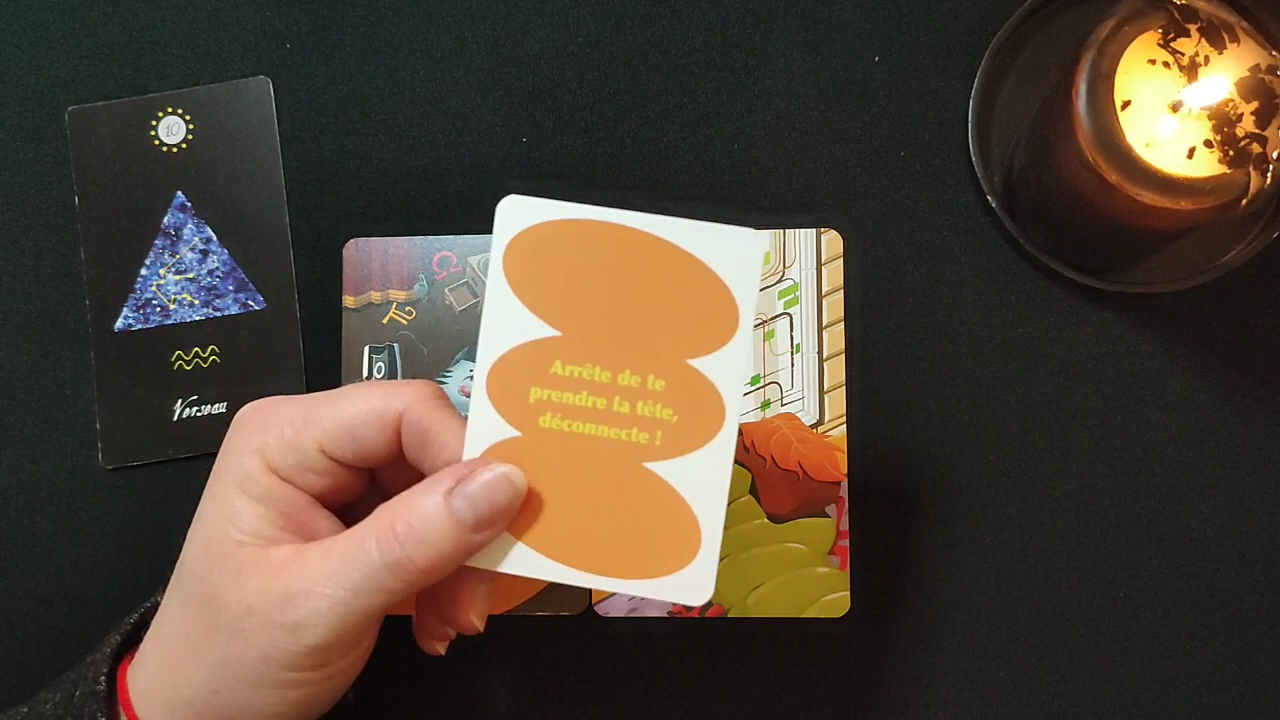 10
Verseau
Ω
π
Arrête de te
prendre la tête,
déconnecte !